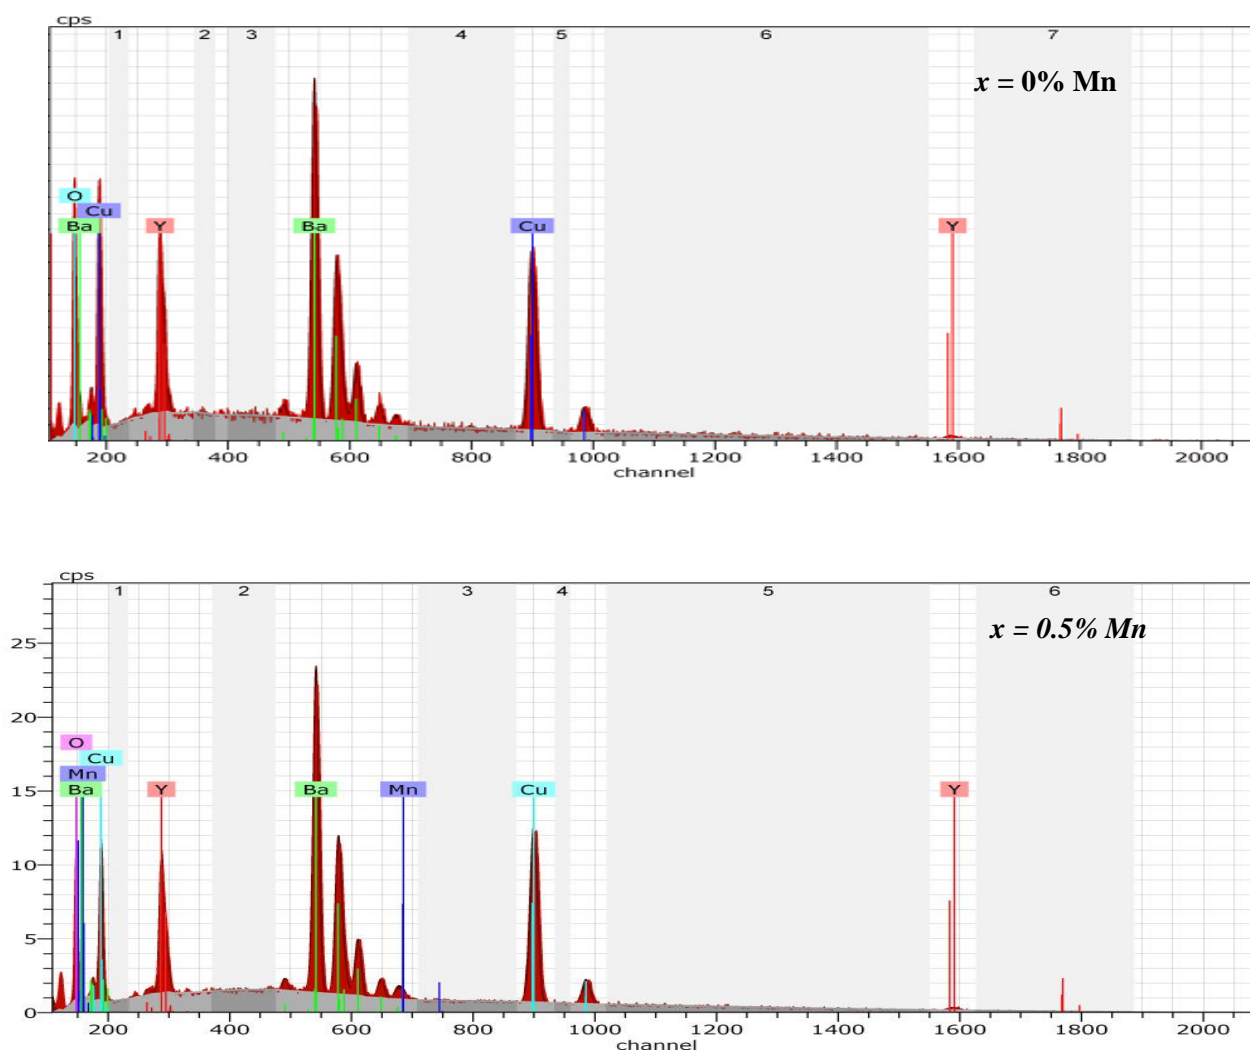 cps
1 2 3 4 5 6 7
x = 0% Mn
O
Cu
Ba Y Ba Cu Y
200 400 600 800 1000 1200 1400 1600 1800 2000
channel
cps
1 2 3 4 5 6
x = 0.5% Mn
25
20
O
Cu
Mn
15
Ba Y Ba Mn Cu Y
10
5
0
200 400 600 800 1000 1200 1400 1600 1800 2000
channel